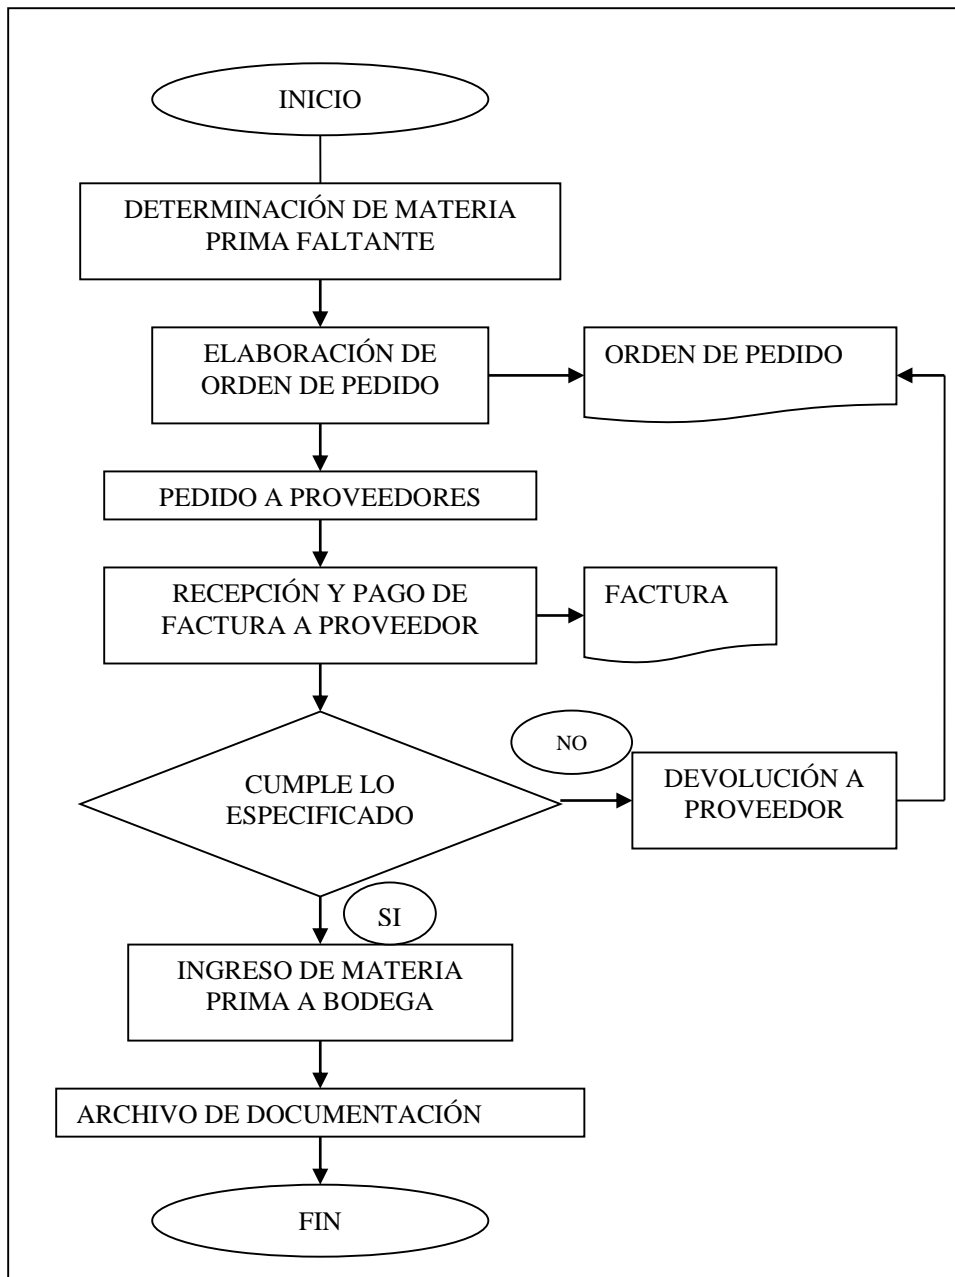 INICIO
DETERMINACIÓN DE MATERIA
PRIMA FALTANTE
ELABORACIÓN DE
ORDEN DE PEDIDO
ORDEN DE PEDIDO
PEDIDO A PROVEEDORES
RECEPCIÓN Y PAGO DE
FACTURA A PROVEEDOR
FACTURA
CUMPLE LO
ESPECIFICADO
NO
DEVOLUCIÓN A
PROVEEDOR
SI
INGRESO DE MATERIA
PRIMA A BODEGA
ARCHIVO DE DOCUMENTACIÓN
FIN